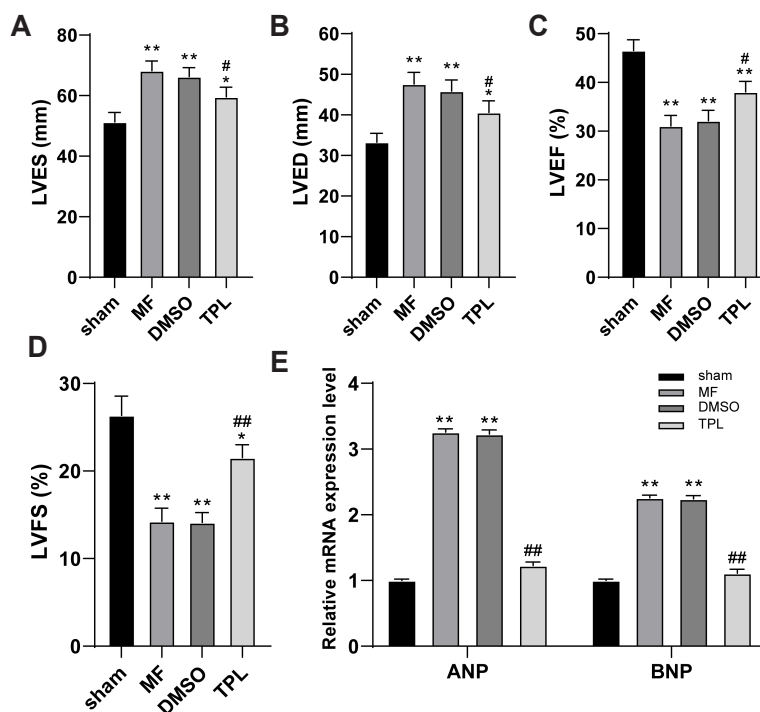 A
LVES (mm)
80
60
40
20
0
**
**
#
*
sham
MF
DMSO
TPL
B
LVED (mm)
60
50
40
30
20
10
0
**
**
#
*
sham
MF
DMSO
TPL
C
LVEF (%)
50
40
30
20
10
0
**
**
#
**
sham
MF
DMSO
TPL
D
LVFS (%)
30
20
10
0
**
**
##
*
sham
MF
DMSO
TPL
E
Relative mRNA expression level
4
3
2
1
0
sham
MF
DMSO
TPL
**
**
##
**
**
##
ANP
BNP